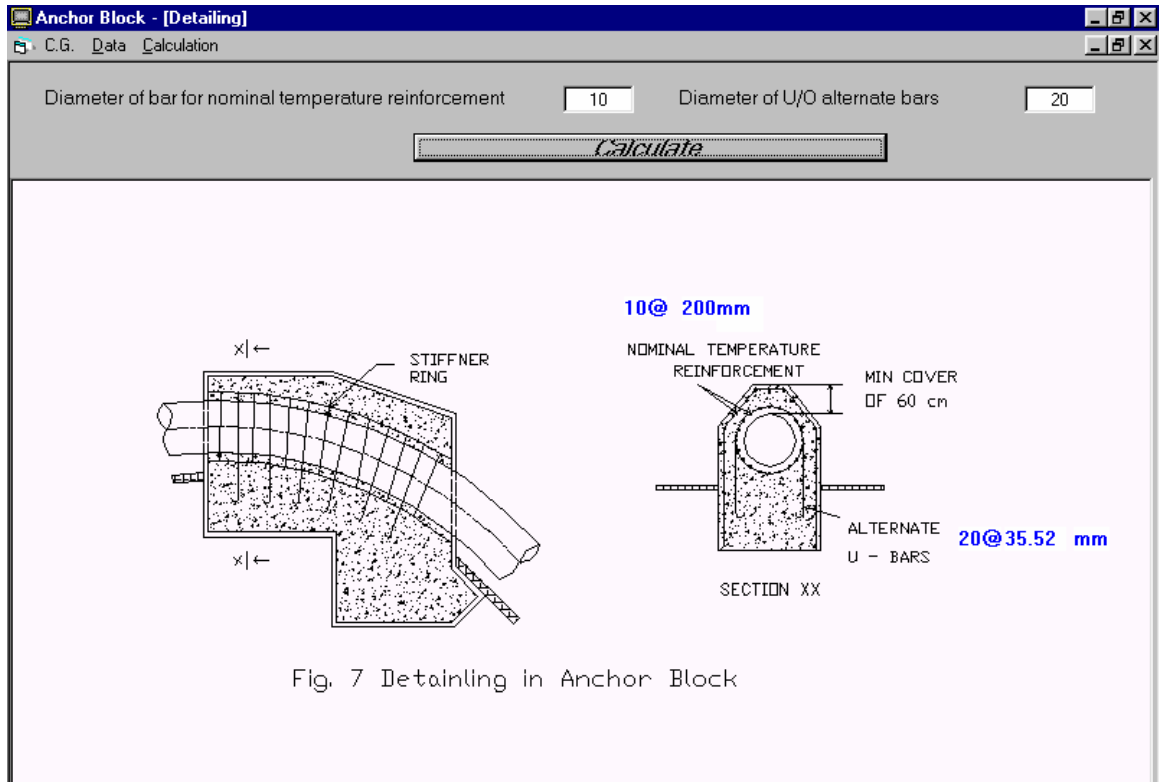 Anchor Block - [Detailing]
C.G. Data Calculation
Diameter of bar for nominal temperature reinforcement 10 Diameter of U/O alternate bars 20
Calculate
10@ 200mm
x
STIFFNER
RING
x
NOMINAL TEMPERATURE
REINFORCEMENT
MIN COVER
OF 60 cm
ALTERNATE
U - BARS
20@35.52 mm
SECTION XX
Fig. 7 Detainling in Anchor Block